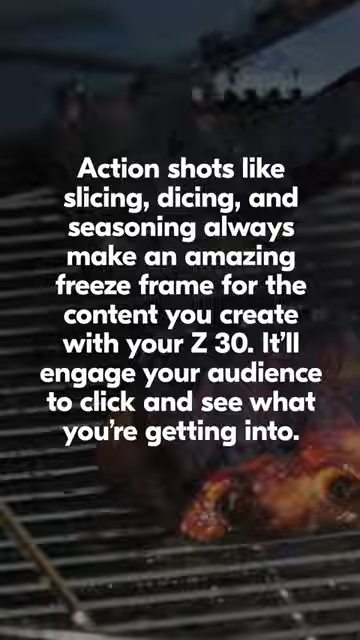 Action shots like
slicing, dicing, and
seasoning always
make an amazing
freeze frame for the
content you create
with your Z 30. It’ll
engage your audience
to click and see what
you’re getting into.